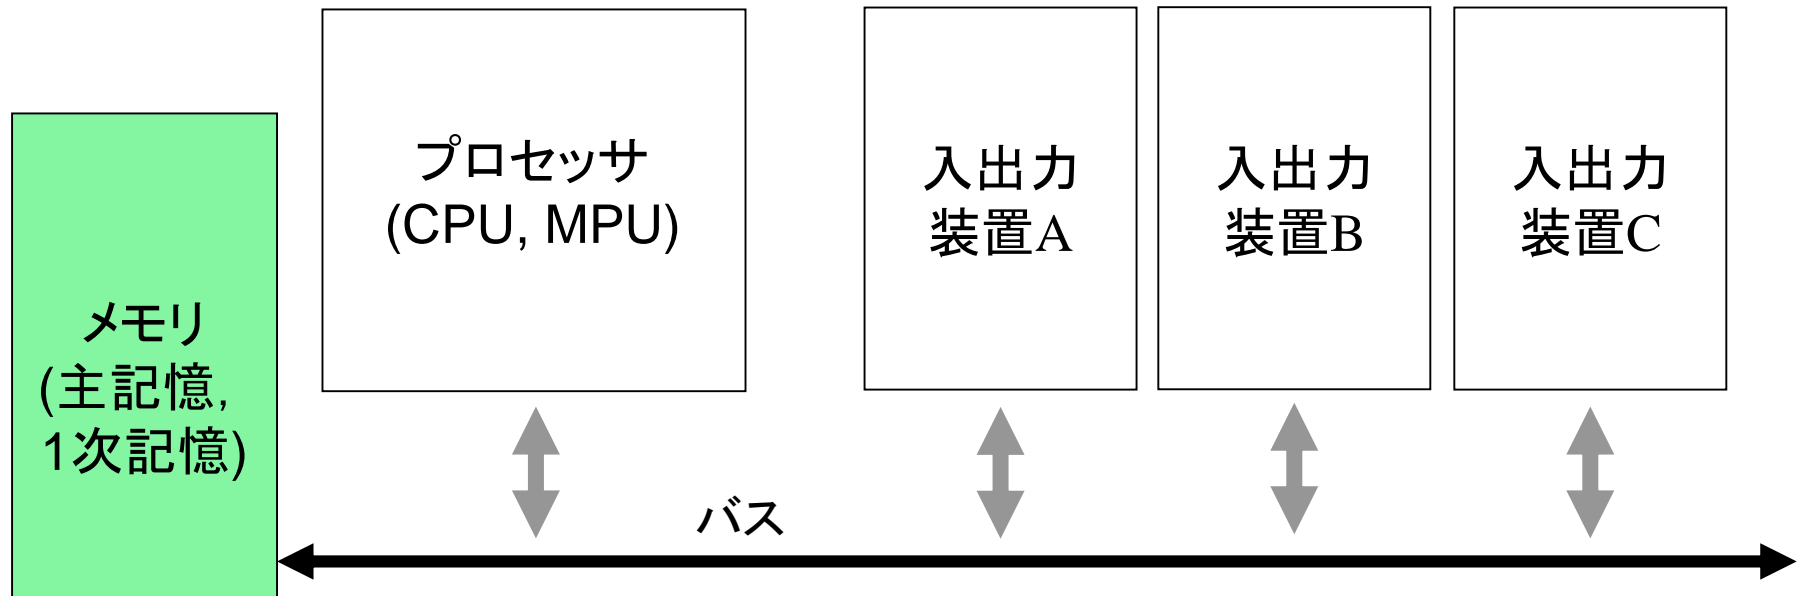 プロセッサ
(CPU, MPU)
入出力
装置A
入出力
装置B
入出力
装置C
メモリ
(主記憶,
1次記憶)
バス